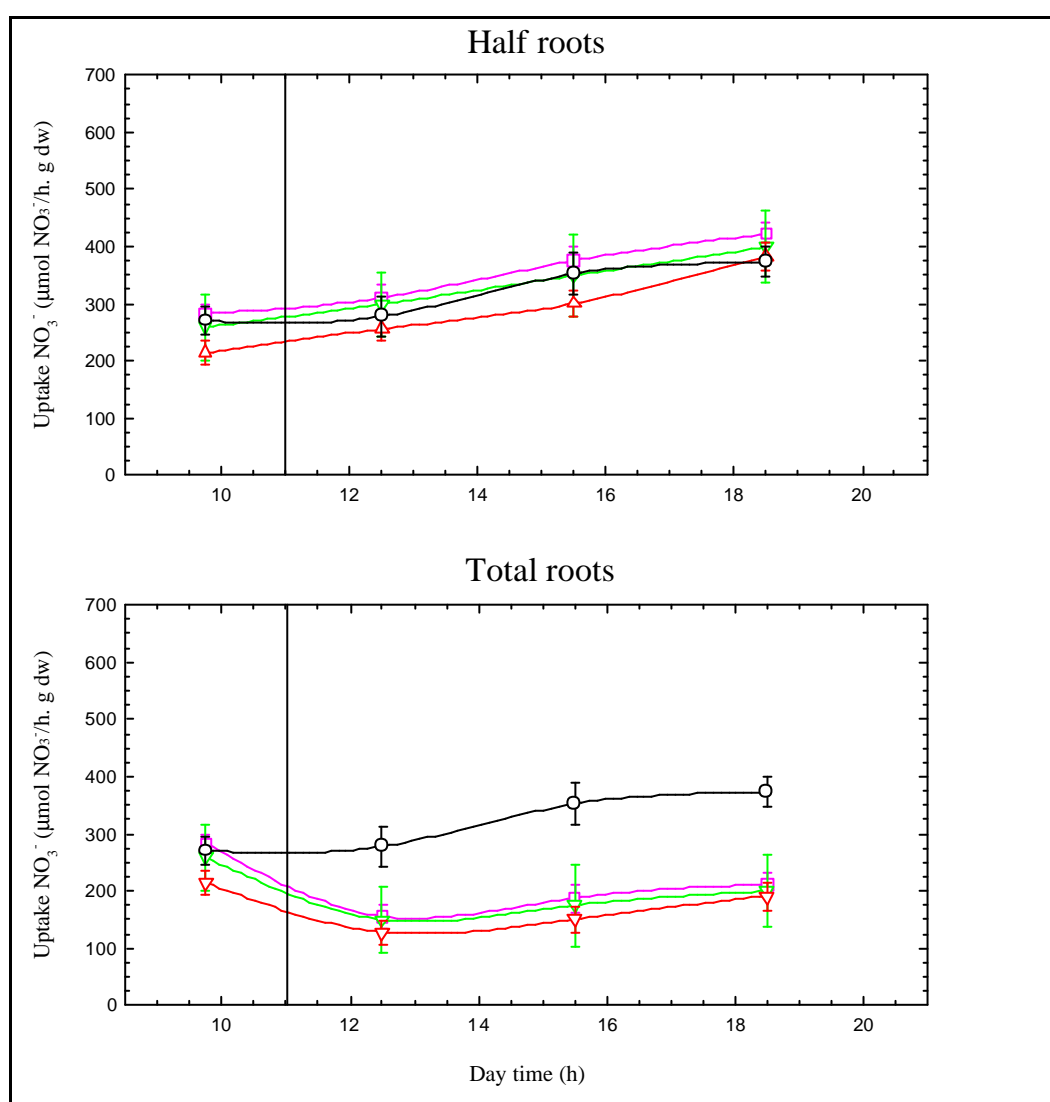 Half roots
Uptake NO₃⁻ (µmol NO₃⁻/h. g dw)
700
600
500
400
300
200
100
0
10 12 14 16 18 20
Total roots
Uptake NO₃⁻ (µmol NO₃⁻/h. g dw)
700
600
500
400
300
200
100
0
10 12 14 16 18 20
Day time (h)